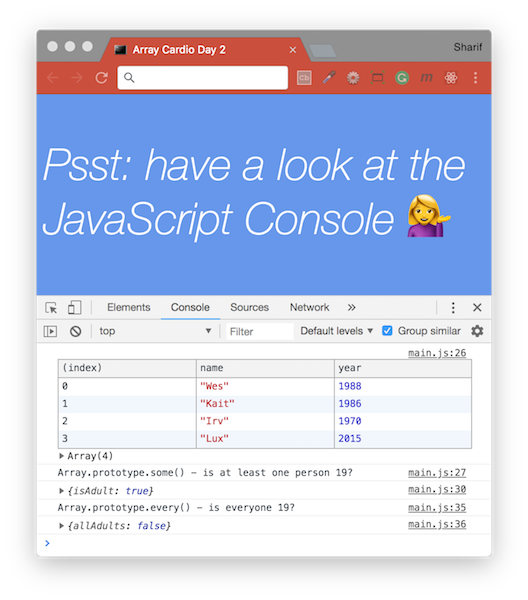 Array Cardio Day 2
Sharif
Cb
G
m
Psst: have a look at the
JavaScript Console 💁
Elements Console Sources Network »
top Filter Default levels Group similar
main.js:26
(index) name year
0 "Wes" 1988
1 "Kait" 1986
2 "Irv" 1970
3 "Lux" 2015
Array(4)
Array.prototype.some() – is at least one person 19? main.js:27
{isAdult: true} main.js:30
Array.prototype.every() – is everyone 19? main.js:35
{allAdults: false} main.js:36
>